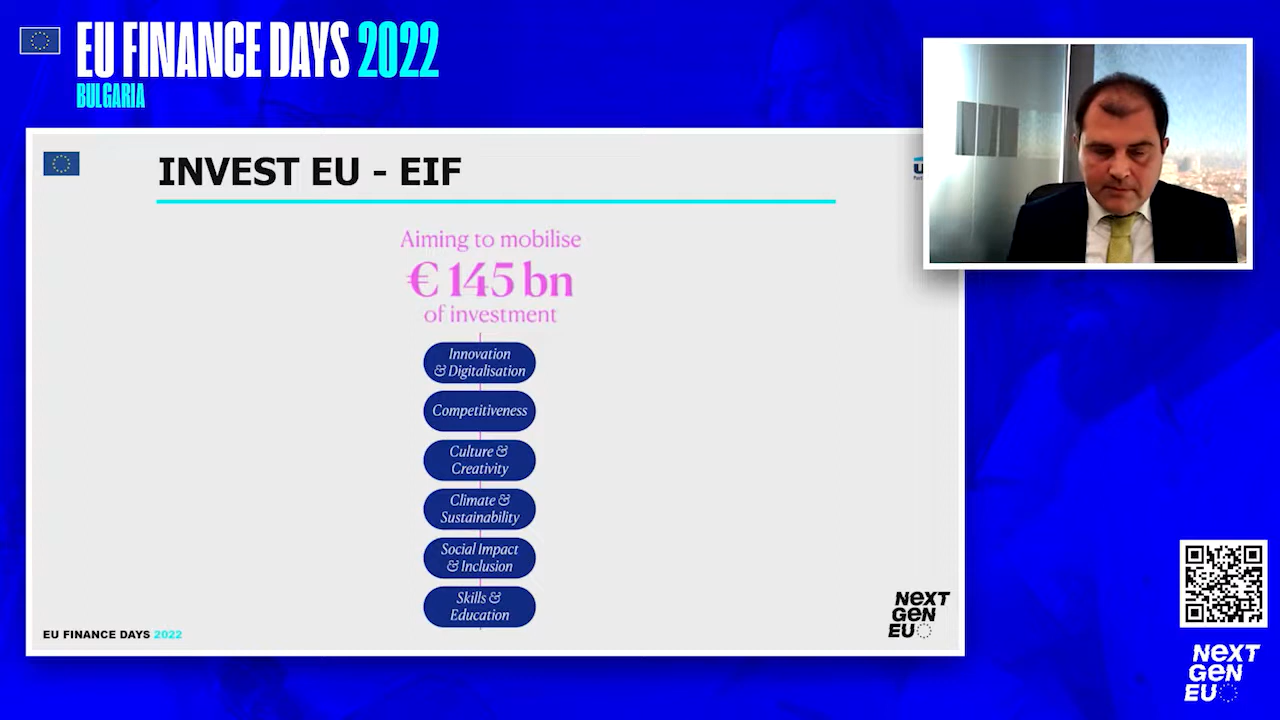 EU FINANCE DAYS 2022
BULGARIA
INVEST EU - EIF
Aiming to mobilise
€ 145 bn
of investment
Innovation
& Digitalisation
Competitiveness
Culture &
Creativity
Climate &
Sustainability
Social Impact
& Inclusion
Skills &
Education
EU FINANCE DAYS 2022
NEXT
GEN
EU
NEXT
GEN
EU